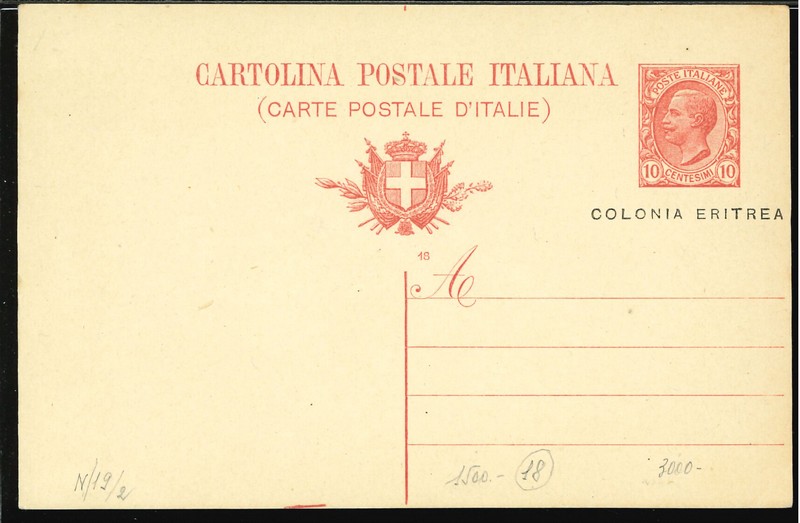 CARTOLINA POSTALE ITALIANA
(CARTE POSTALE D'ITALIE)
POSTE ITALIANE
10 CENTESIMI 10
COLONIA ERITREA
18
A
N/19/2
1500.- 18 3000-